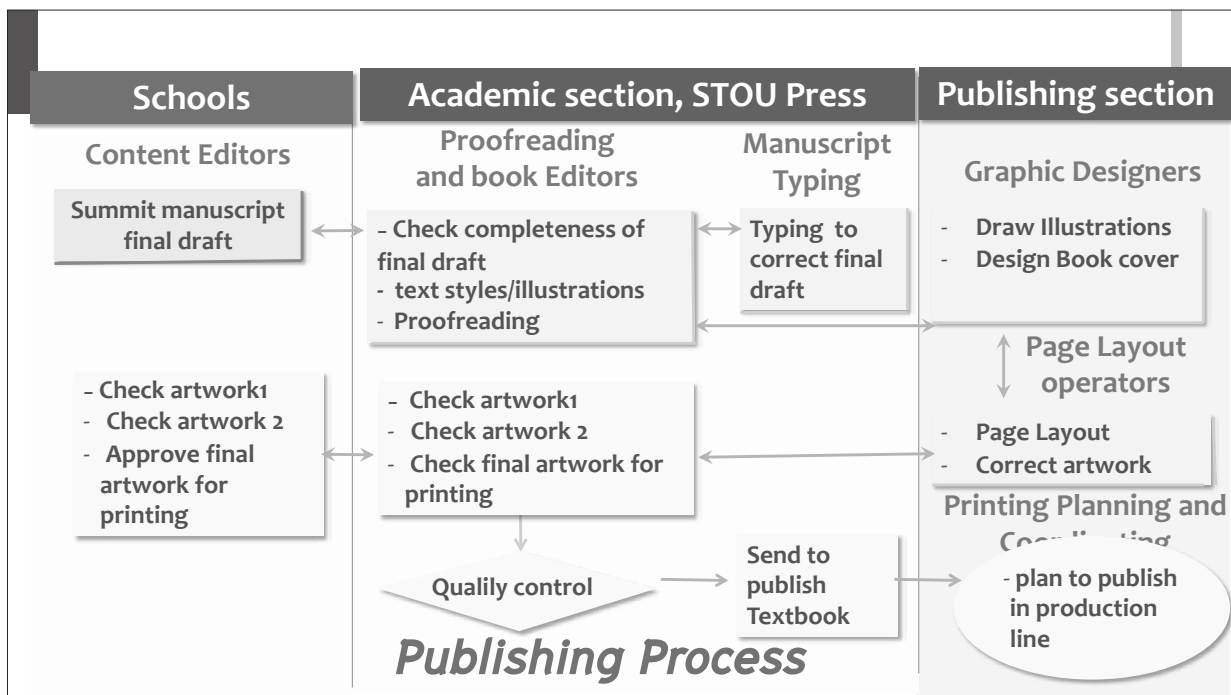 Schools
Academic section, STOU Press
Publishing section
Content Editors
Proofreading
and book Editors
Manuscript
Typing
Graphic Designers
Summit manuscript
final draft
– Check completeness of
final draft
- text styles/illustrations
- Proofreading
Typing to
correct final
draft
- Draw Illustrations
- Design Book cover
Page Layout
operators
– Check artwork1
- Check artwork 2
- Approve final
artwork for
printing
– Check artwork1
- Check artwork 2
- Check final artwork for
printing
- Page Layout
- Correct artwork
Printing Planning and
Coordinating
Qualily control
Send to
publish
Textbook
- plan to publish
in production
line
Publishing Process